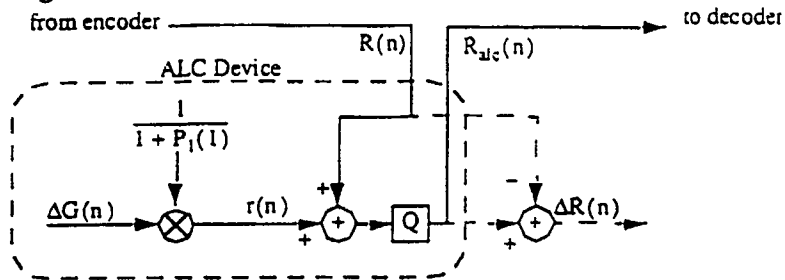 from encoder
to decoder
R(n)
R_alc(n)
ALC Device
1
1 + P_1(1)
+
-
ΔG(n)
r(n)
+
Q
ΔR(n)
+
+
+